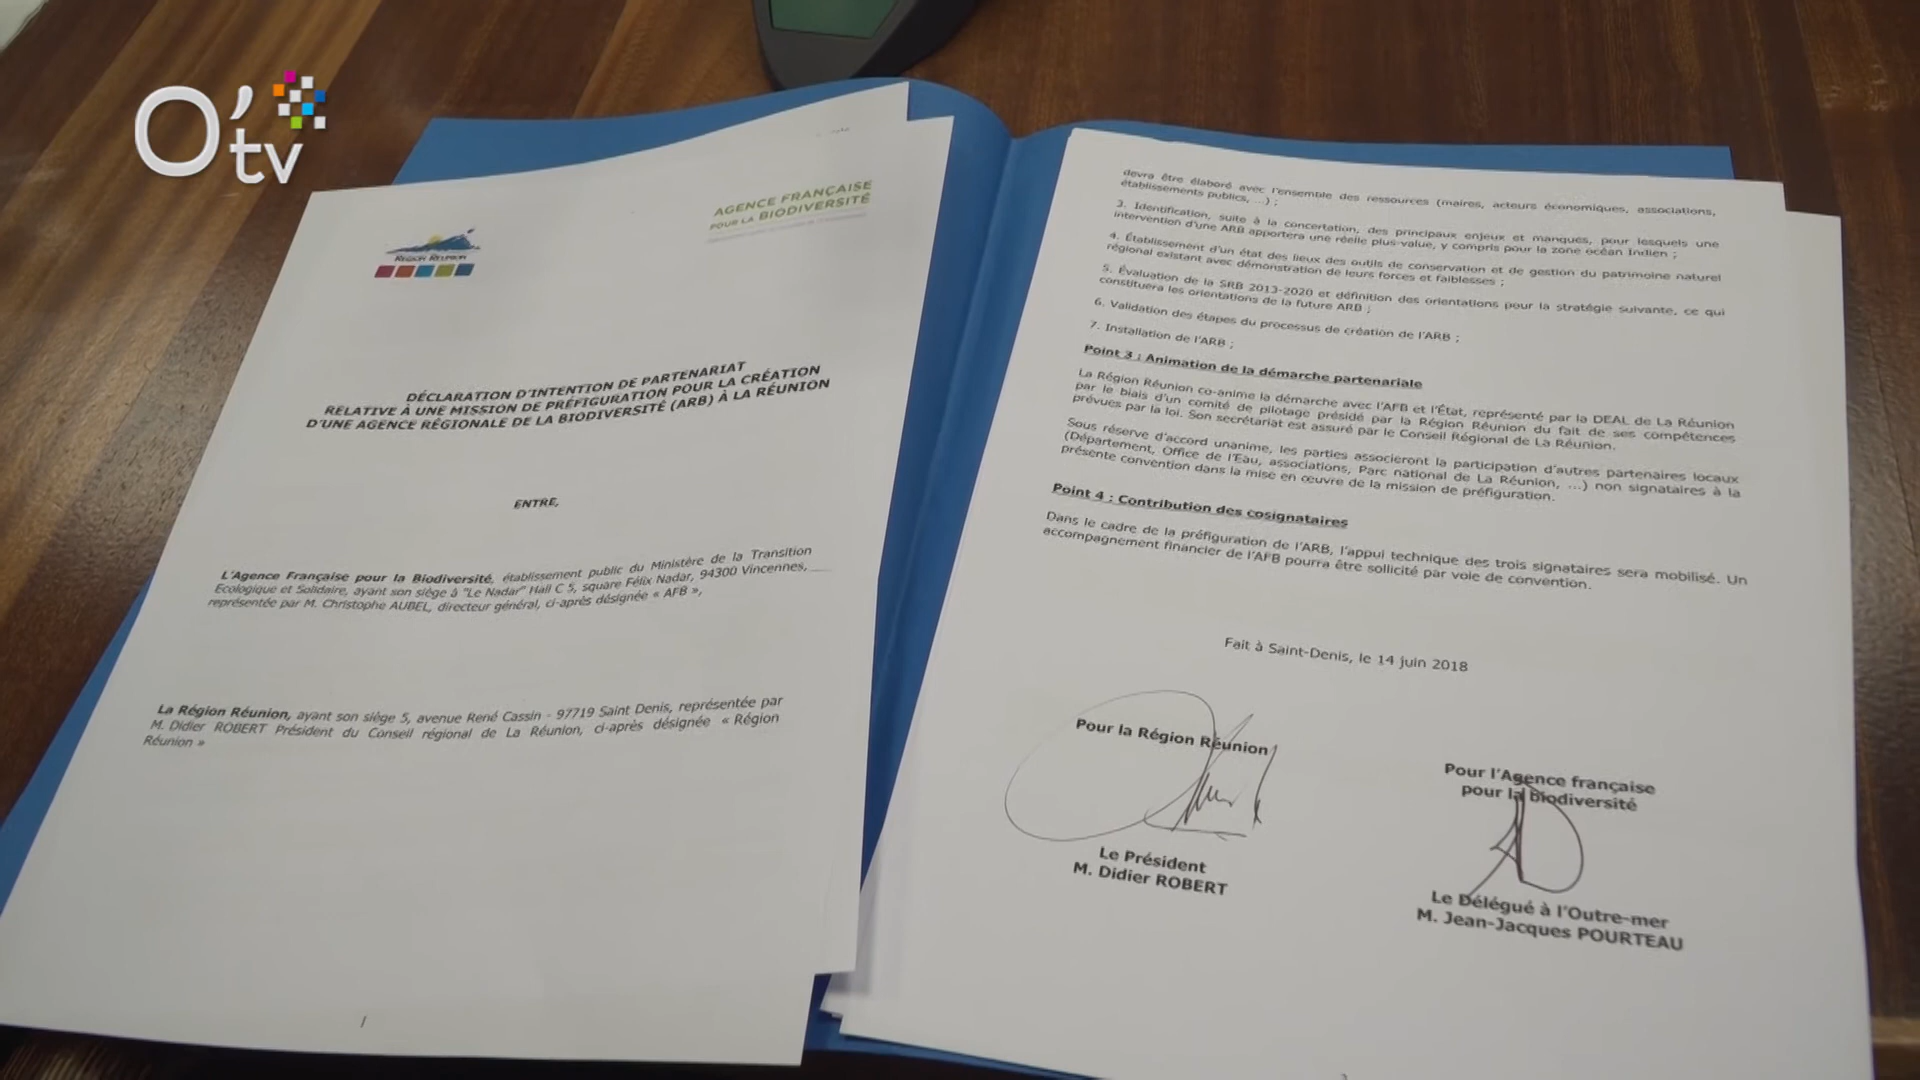 O'tv
RÉGION RÉUNION
AGENCE FRANÇAISE
POUR LA BIODIVERSITÉ
DÉCLARATION D'INTENTION DE PARTENARIAT
RELATIVE À UNE MISSION DE PRÉFIGURATION POUR LA CRÉATION
D'UNE AGENCE RÉGIONALE DE LA BIODIVERSITÉ (ARB) À LA RÉUNION
ENTRE,
L'Agence Française pour la Biodiversité, établissement public du Ministère de la Transition
Ecologique et Solidaire, ayant son siège à "Le Nadar" Hall C 5, square Félix Nadar, 94300 Vincennes,
représentée par M. Christophe AUBEL, directeur général, ci-après désignée « AFB »,
La Région Réunion, ayant son siège 5, avenue René Cassin - 97719 Saint Denis, représentée par
M. Didier ROBERT Président du Conseil régional de La Réunion, ci-après désignée « Région
Réunion »
devra être élaboré avec l'ensemble des ressources (maires, acteurs économiques, associations,
établissements publics, ...) ;
3. Identification, suite à la concertation, des principaux enjeux et manques, pour lesquels une
intervention d'une ARB apportera une réelle plus-value, y compris pour la zone océan Indien ;
4. Établissement d'un état des lieux des outils de conservation et de gestion du patrimoine naturel
régional existant avec démonstration de leurs forces et faiblesses ;
5. Évaluation de la SRB 2013-2020 et définition des orientations pour la stratégie suivante, ce qui
constituera les orientations de la future ARB ;
6. Validation des étapes du processus de création de l'ARB ;
7. Installation de l'ARB ;
Point 3 : Animation de la démarche partenariale
La Région Réunion co-anime la démarche avec l'AFB et l'État, représenté par la DEAL de La Réunion
par le biais d'un comité de pilotage présidé par la Région Réunion du fait de ses compétences
prévues par la loi. Son secrétariat est assuré par le Conseil Régional de La Réunion.
Sous réserve d'accord unanime, les parties associeront la participation d'autres partenaires locaux
(Département, Office de l'Eau, associations, Parc national de La Réunion, ...) non signataires à la
présente convention dans la mise en œuvre de la mission de préfiguration.
Point 4 : Contribution des cosignataires
Dans le cadre de la préfiguration de l'ARB, l'appui technique des trois signataires sera mobilisé. Un
accompagnement financier de l'AFB pourra être sollicité par voie de convention.
Fait à Saint-Denis, le 14 juin 2018
Pour la Région Réunion
Le Président
M. Didier ROBERT
Pour l'Agence française
pour la biodiversité
Le Délégué à l'Outre-mer
M. Jean-Jacques POURTEAU